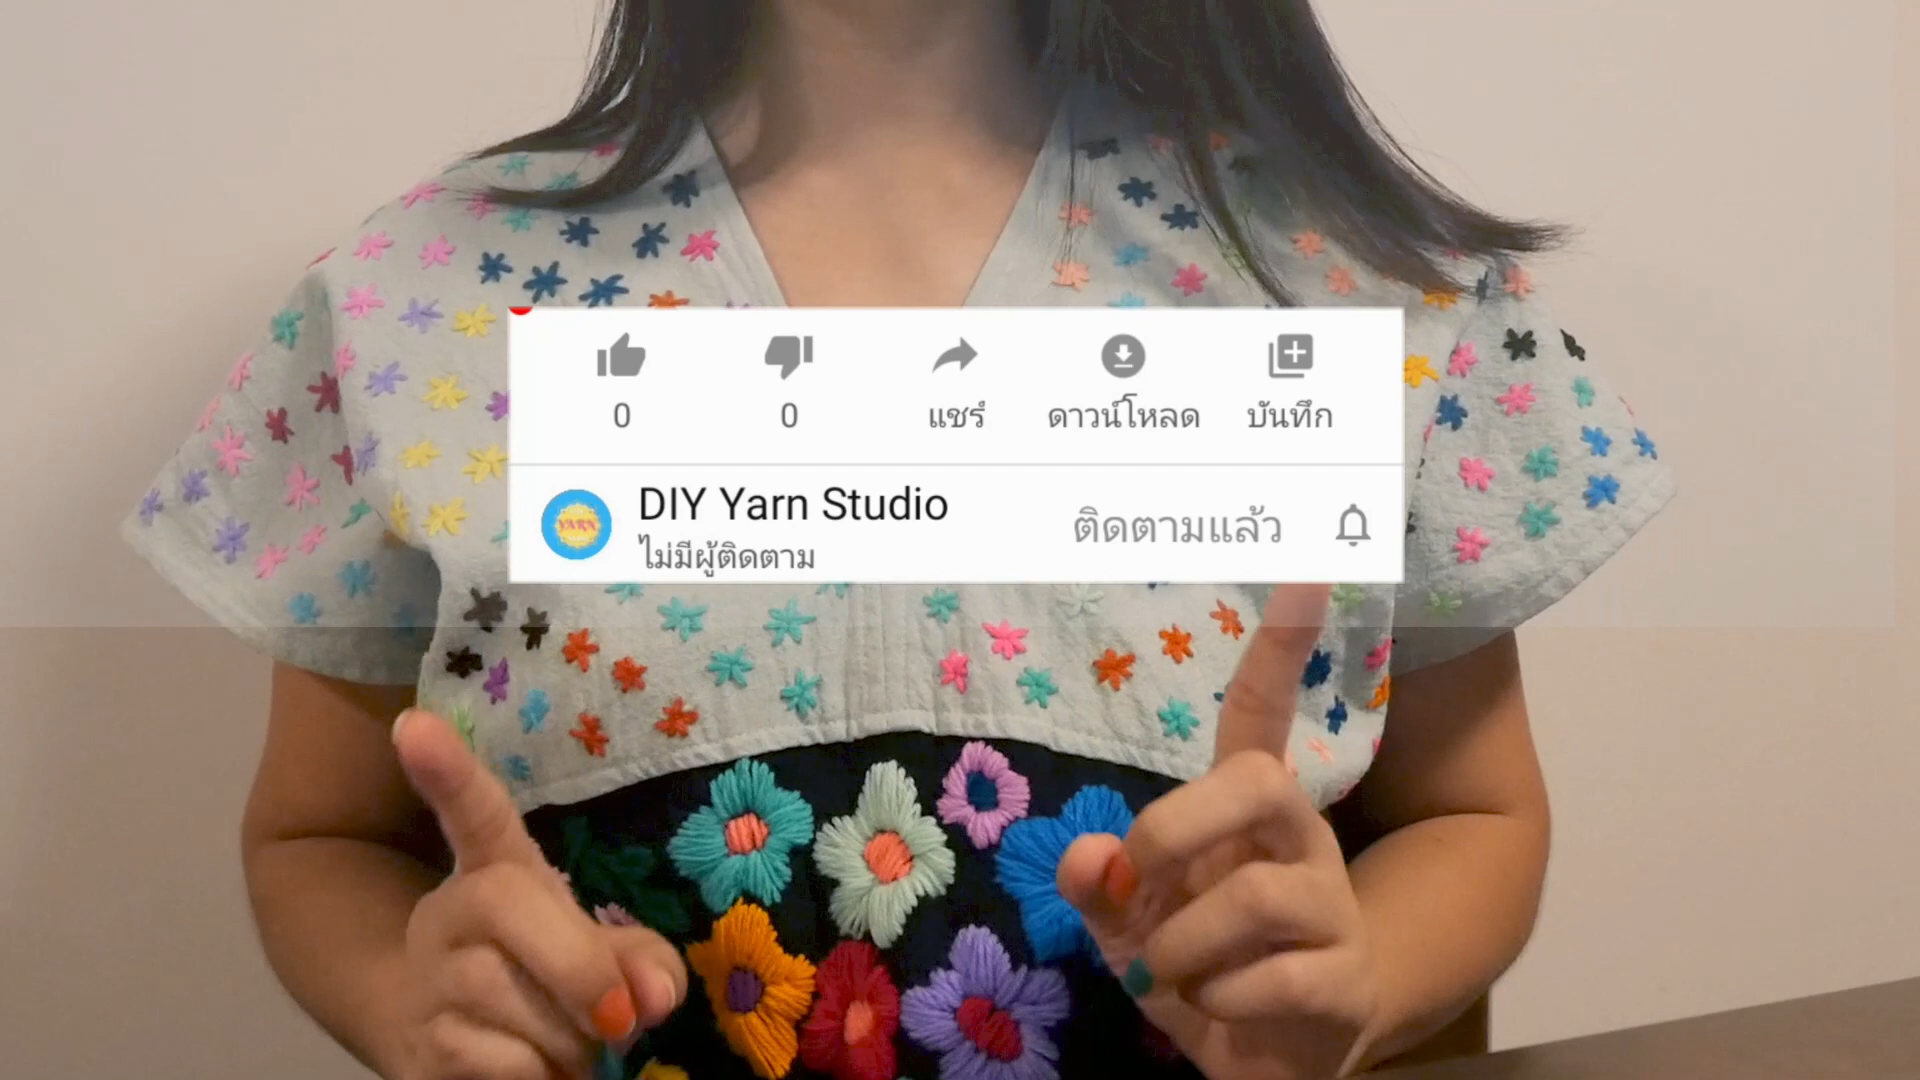 0
0
แชร์
ดาวน์โหลด
บันทึก
YARN
DIY Yarn Studio
ไม่มีผู้ติดตาม
ติดตามแล้ว